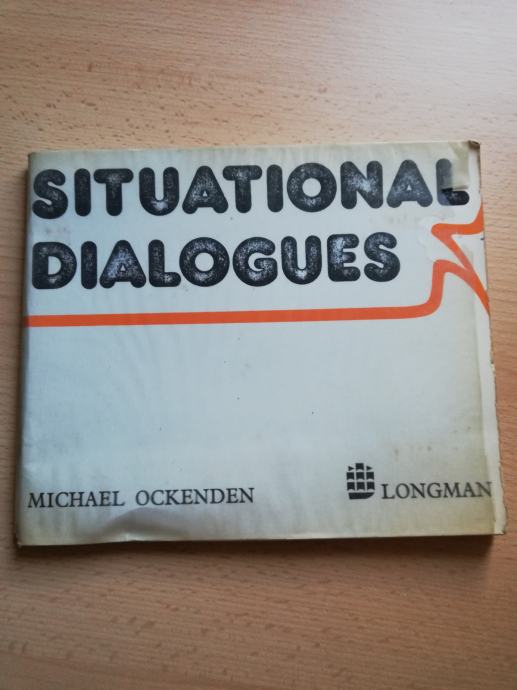 SITUATIONAL
DIALOGUES
MICHAEL OCKENDEN
LONGMAN